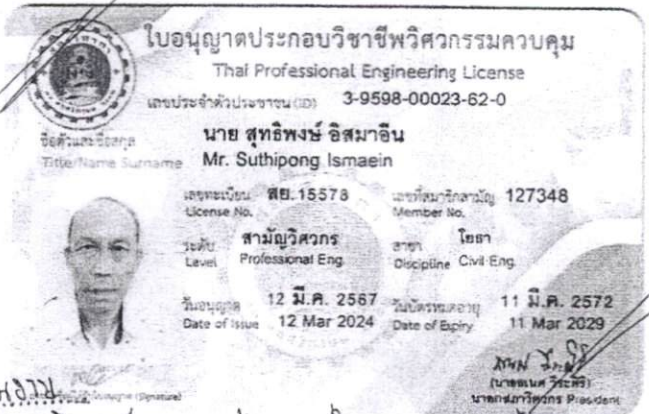 ใบอนุญาตประกอบวิชาชีพวิศวกรรมควบคุม
Thai Professional Engineering License
เลขประจำตัวประชาชน (ID) 3-9598-00023-62-0
ชื่อตัวและชื่อสกุล นาย สุทธิพงษ์ อิสมาอีน
Title/Name Surname Mr. Suthipong Ismaein
เลขทะเบียน สย.15578 เลขที่สมาชิกสามัญ 127348
License No. Member No.
ระดับ สามัญวิศวกร สาขา โยธา
Level Professional Eng. Discipline Civil Eng.
วันอนุญาต 12 มี.ค. 2567 วันบัตรหมดอายุ 11 มี.ค. 2572
Date of Issue 12 Mar 2024 Date of Expiry 11 Mar 2029
(Signature)
นายกสภาวิศวกร President